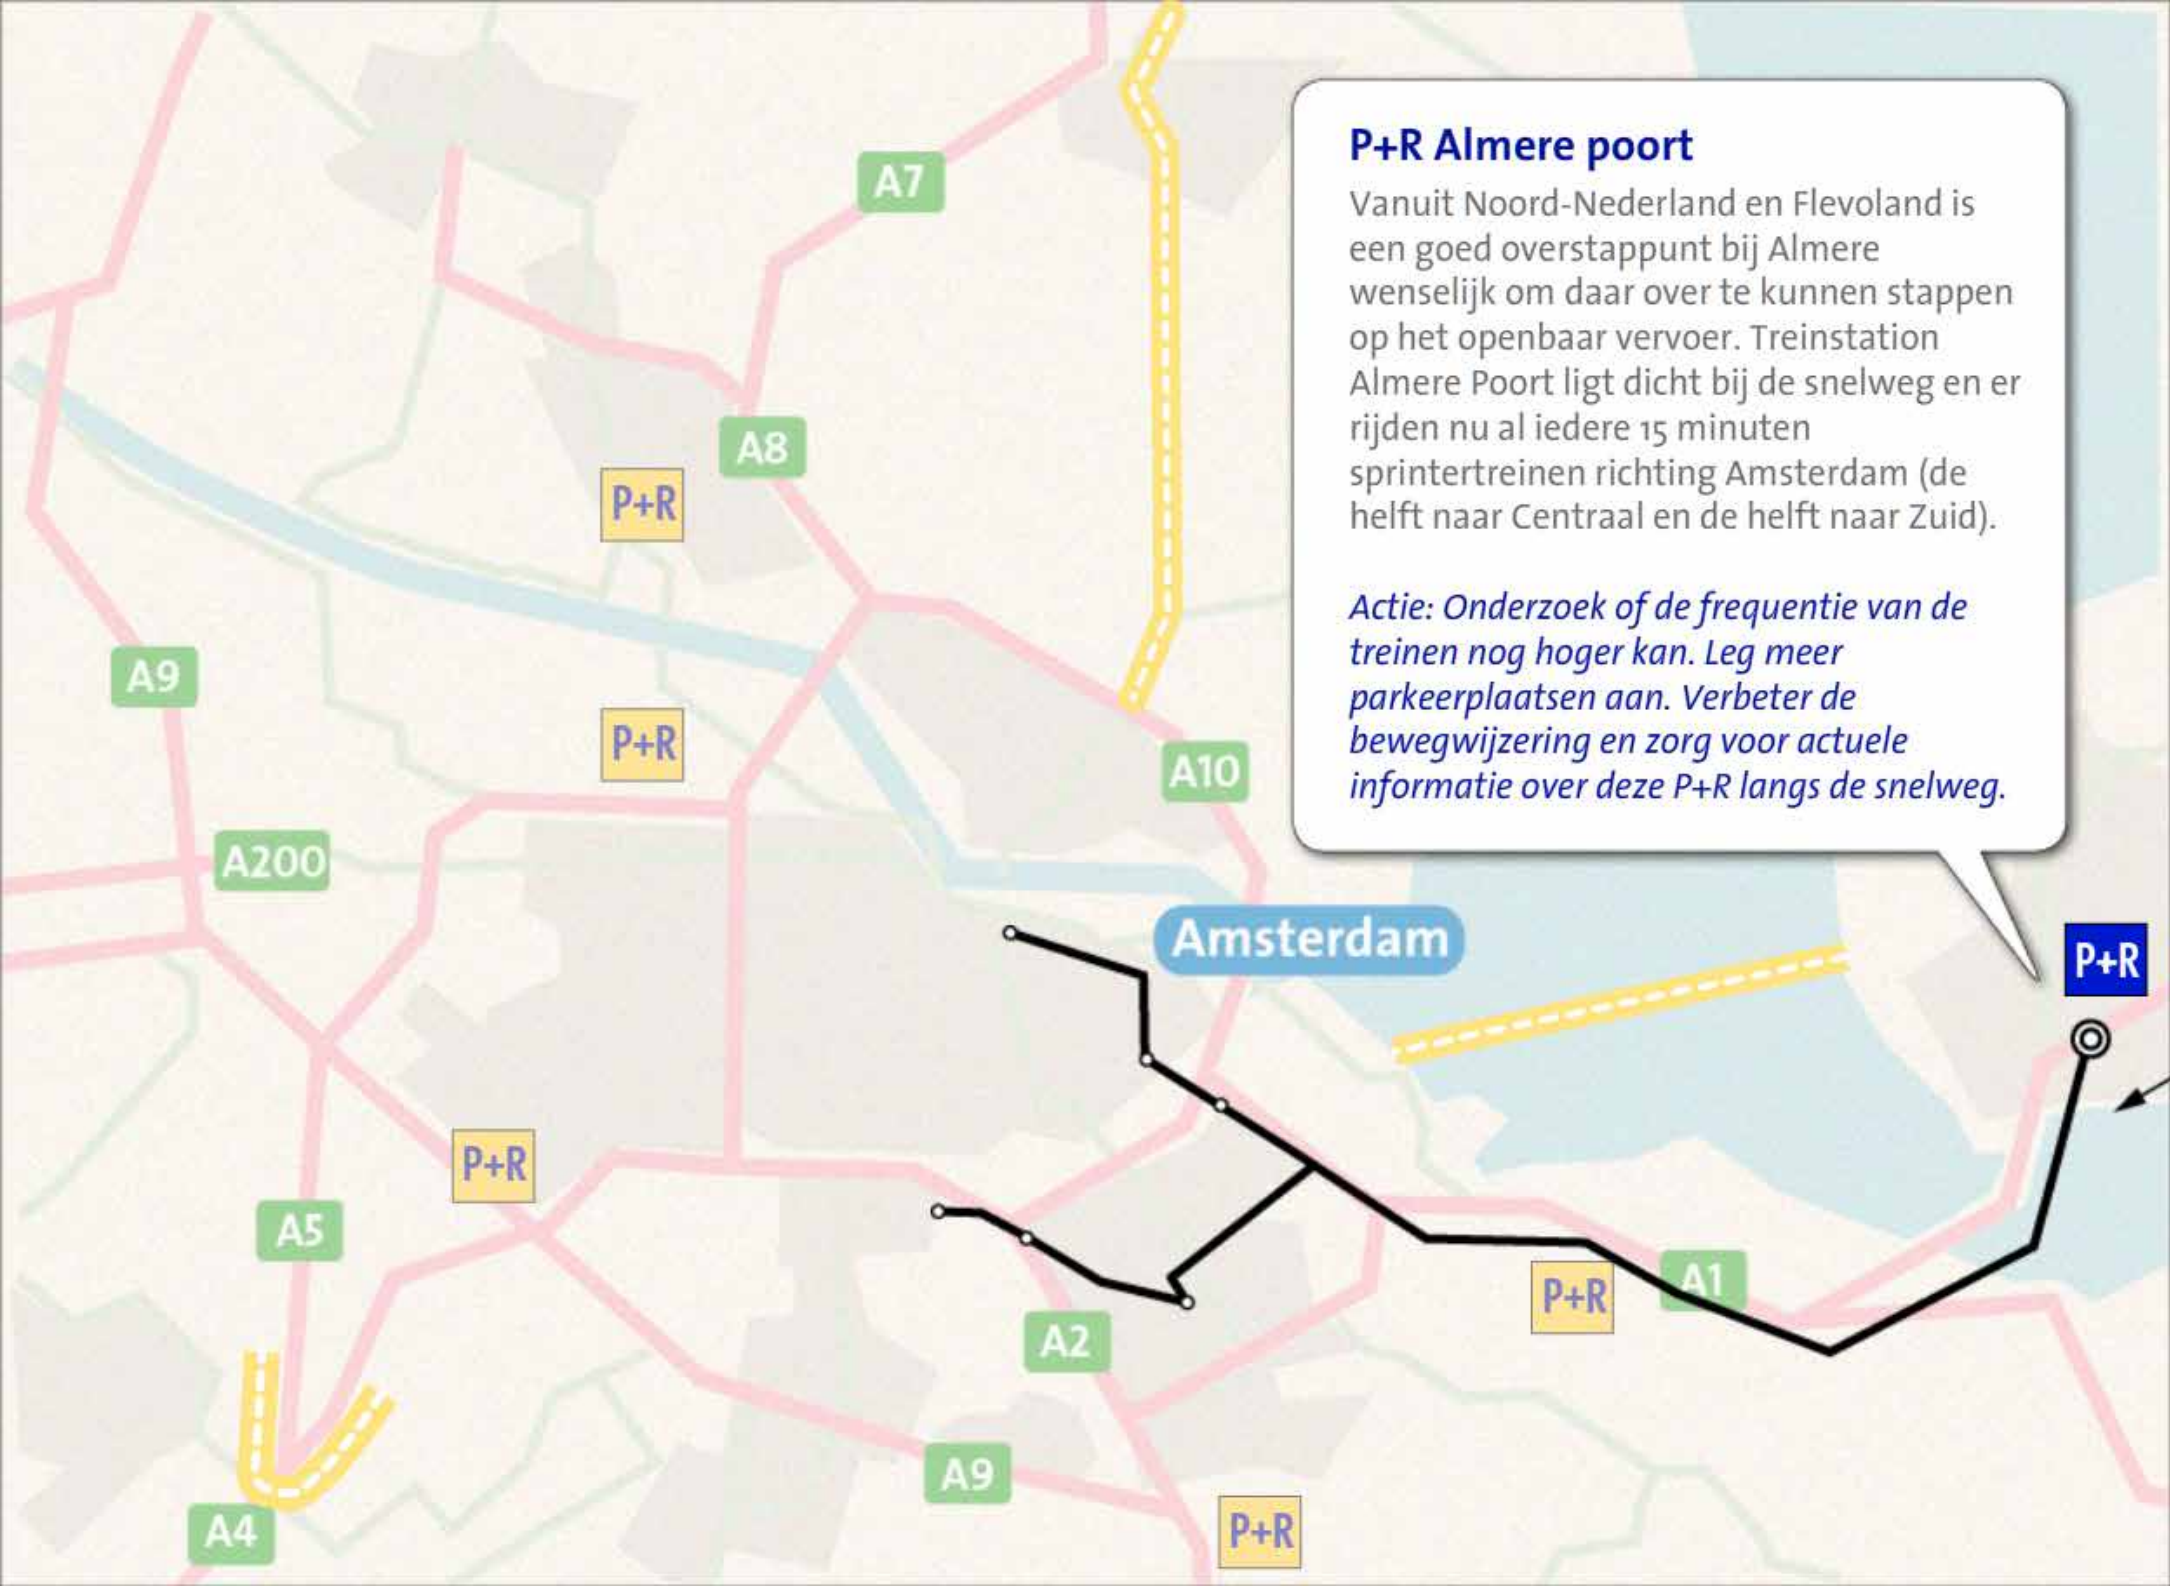 P+R Almere poort
Vanuit Noord-Nederland en Flevoland is
een goed overstappunt bij Almere
wenselijk om daar over te kunnen stappen
op het openbaar vervoer. Treinstation
Almere Poort ligt dicht bij de snelweg en er
rijden nu al iedere 15 minuten
sprintertreinen richting Amsterdam (de
helft naar Centraal en de helft naar Zuid).
Actie: Onderzoek of de frequentie van de
treinen nog hoger kan. Leg meer
parkeerplaatsen aan. Verbeter de
bewegwijzering en zorg voor actuele
informatie over deze P+R langs de snelweg.
A7
A8
P+R
A9
P+R
A10
A200
Amsterdam
P+R
P+R
A5
A1
P+R
A2
A9
A4
P+R